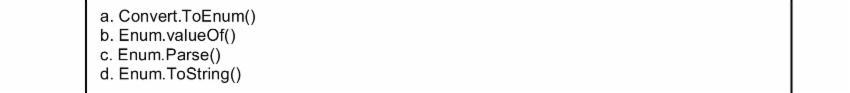 a. Convert.ToEnum()
b. Enum.valueOf()
c. Enum.Parse()
d. Enum.ToString()